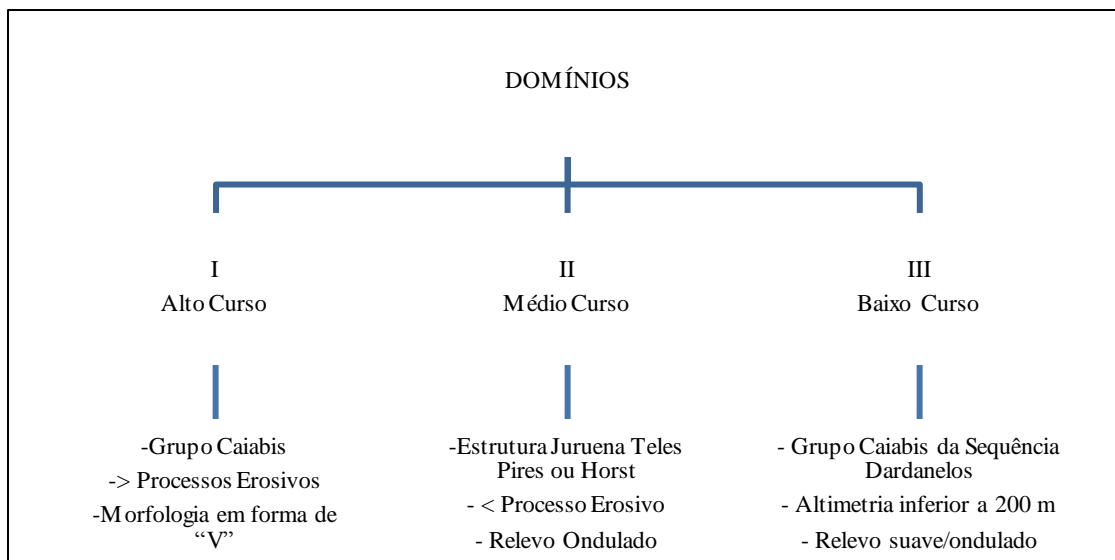 DOMÍNIOS
I
Alto Curso
II
Médio Curso
III
Baixo Curso
-Grupo Caiabis
-> Processos Erosivos
-Morfologia em forma de
“V”
-Estrutura Juruena Teles
Pires ou Horst
- < Processo Erosivo
- Relevo Ondulado
- Grupo Caiabis da Sequência
Dardanelos
- Altimetria inferior a 200 m
- Relevo suave/ondulado